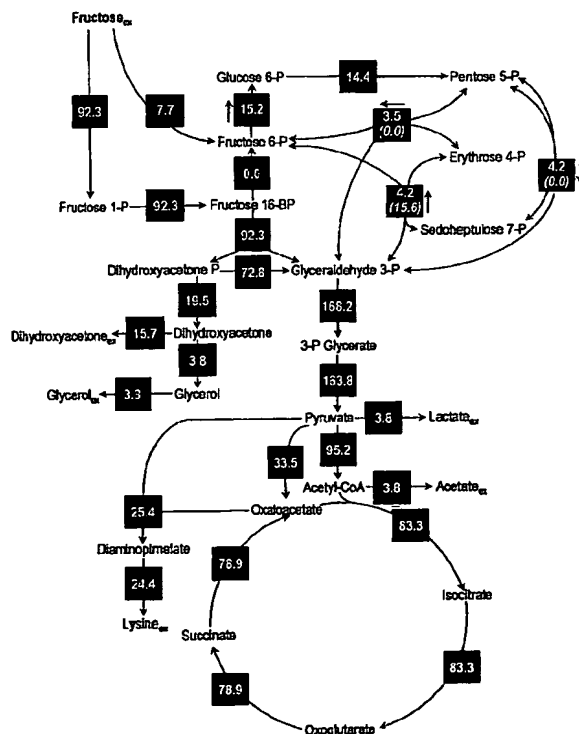 Fructose ex
92.3
7.7
Glucose 6-P
14.4
Pentose 5-P
15.2
3.5
(0.0)
Fructose 6-P
Erythrose 4-P
4.2
(0.0)
0.0
4.2
(15.6)
Fructose 1-P
92.3
Fructose 16-BP
Sedoheptulose 7-P
92.3
Dihydroxyacetone P
72.8
Glyceraldehyde 3-P
19.5
168.2
Dihydroxyacetone ex
15.7
Dihydroxyacetone
3-P Glycerate
3.8
163.8
Glycerol ex
Glycerol
Pyruvate
3.8
Lactate ex
33.5
95.2
Acetyl-CoA
3.8
Acetate ex
25.4
Oxaloacetate
83.3
Diaminopimelate
78.9
24.4
Isocitrate
Lysine ex
Succinate
83.3
78.9
Oxoglutarate